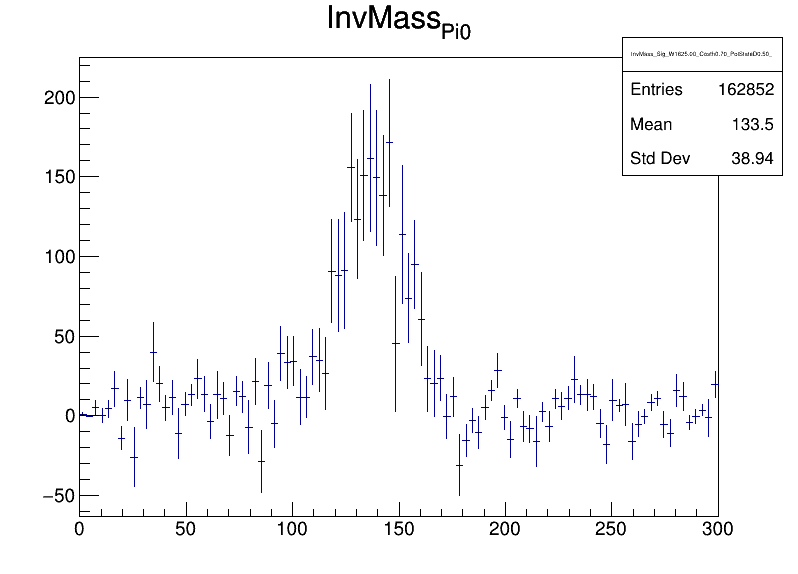 InvMass_Pi0
InvMass_Sig_W1625.00_Costh0.70_PolStateD0.50_
Entries 162852
Mean 133.5
Std Dev 38.94
200
150
100
50
0
−50
0 50 100 150 200 250 300